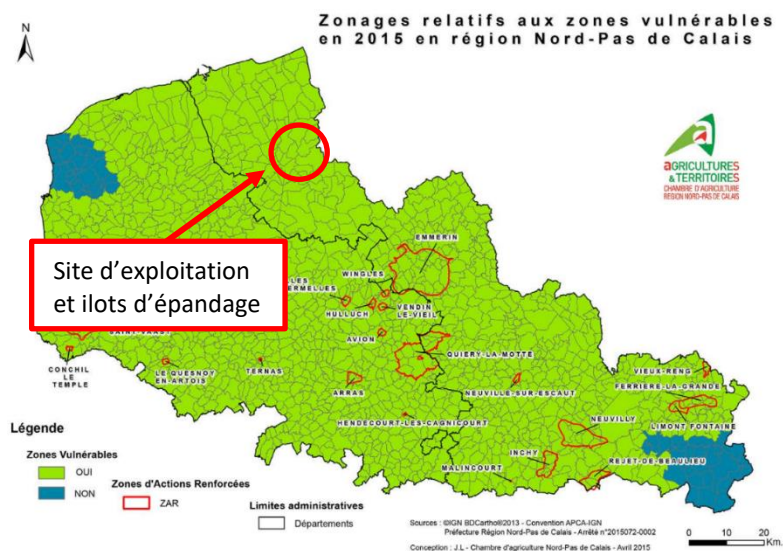 Zonages relatifs aux zones vulnérables
en 2015 en région Nord-Pas de Calais
N
AGRICULTURES
& TERRITOIRES
CHAMBRE D'AGRICULTURE
RÉGION NORD-PAS DE CALAIS
Site d'exploitation
et ilots d'épandage
EMMERIN
WINGLES
HULLUCH
VENDIN
LE-VIEIL
AVION
QUIERY-LA-MOTTE
CONCHIL
LE
TEMPLE
LE QUESNOY
EN-ARTOIS
TERNAS
ARRAS
NEUVILLE-SUR-ESCAUT
VIEUX-RENG
FERRIERE-LA-GRANDE
HENDECOURT-LES-CAGNICOURT
NEUVILLY
LIMONT FONTAINE
INCHY
REJET-DE-BEAULIEU
MALINCOURT
Légende
Zones Vulnérables
OUI
NON
Zones d'Actions Renforcées
ZAR
Limites administratives
Départements
Sources : ©IGN BDCartho®2013 - Convention APCA-IGN
Préfecture Région Nord-Pas de Calais - Arrêté n°2015072-0002
Conception : J.L - Chambre d'agriculture Nord-Pas de Calais - Avril 2015
0 10 20
Km.